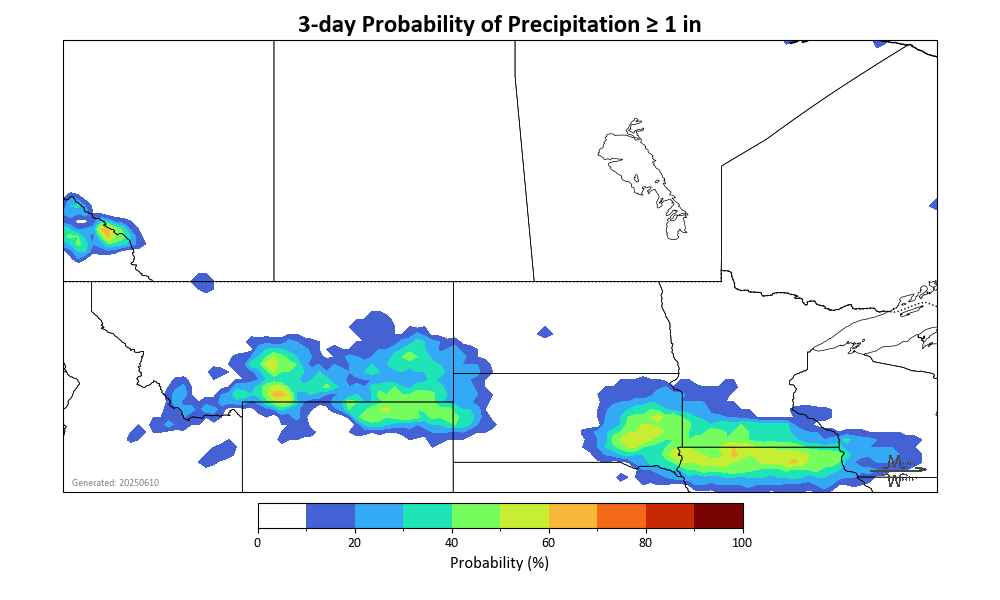 3-day Probability of Precipitation ≥ 1 in
Generated: 20250610
0 20 40 60 80 100
Probability (%)